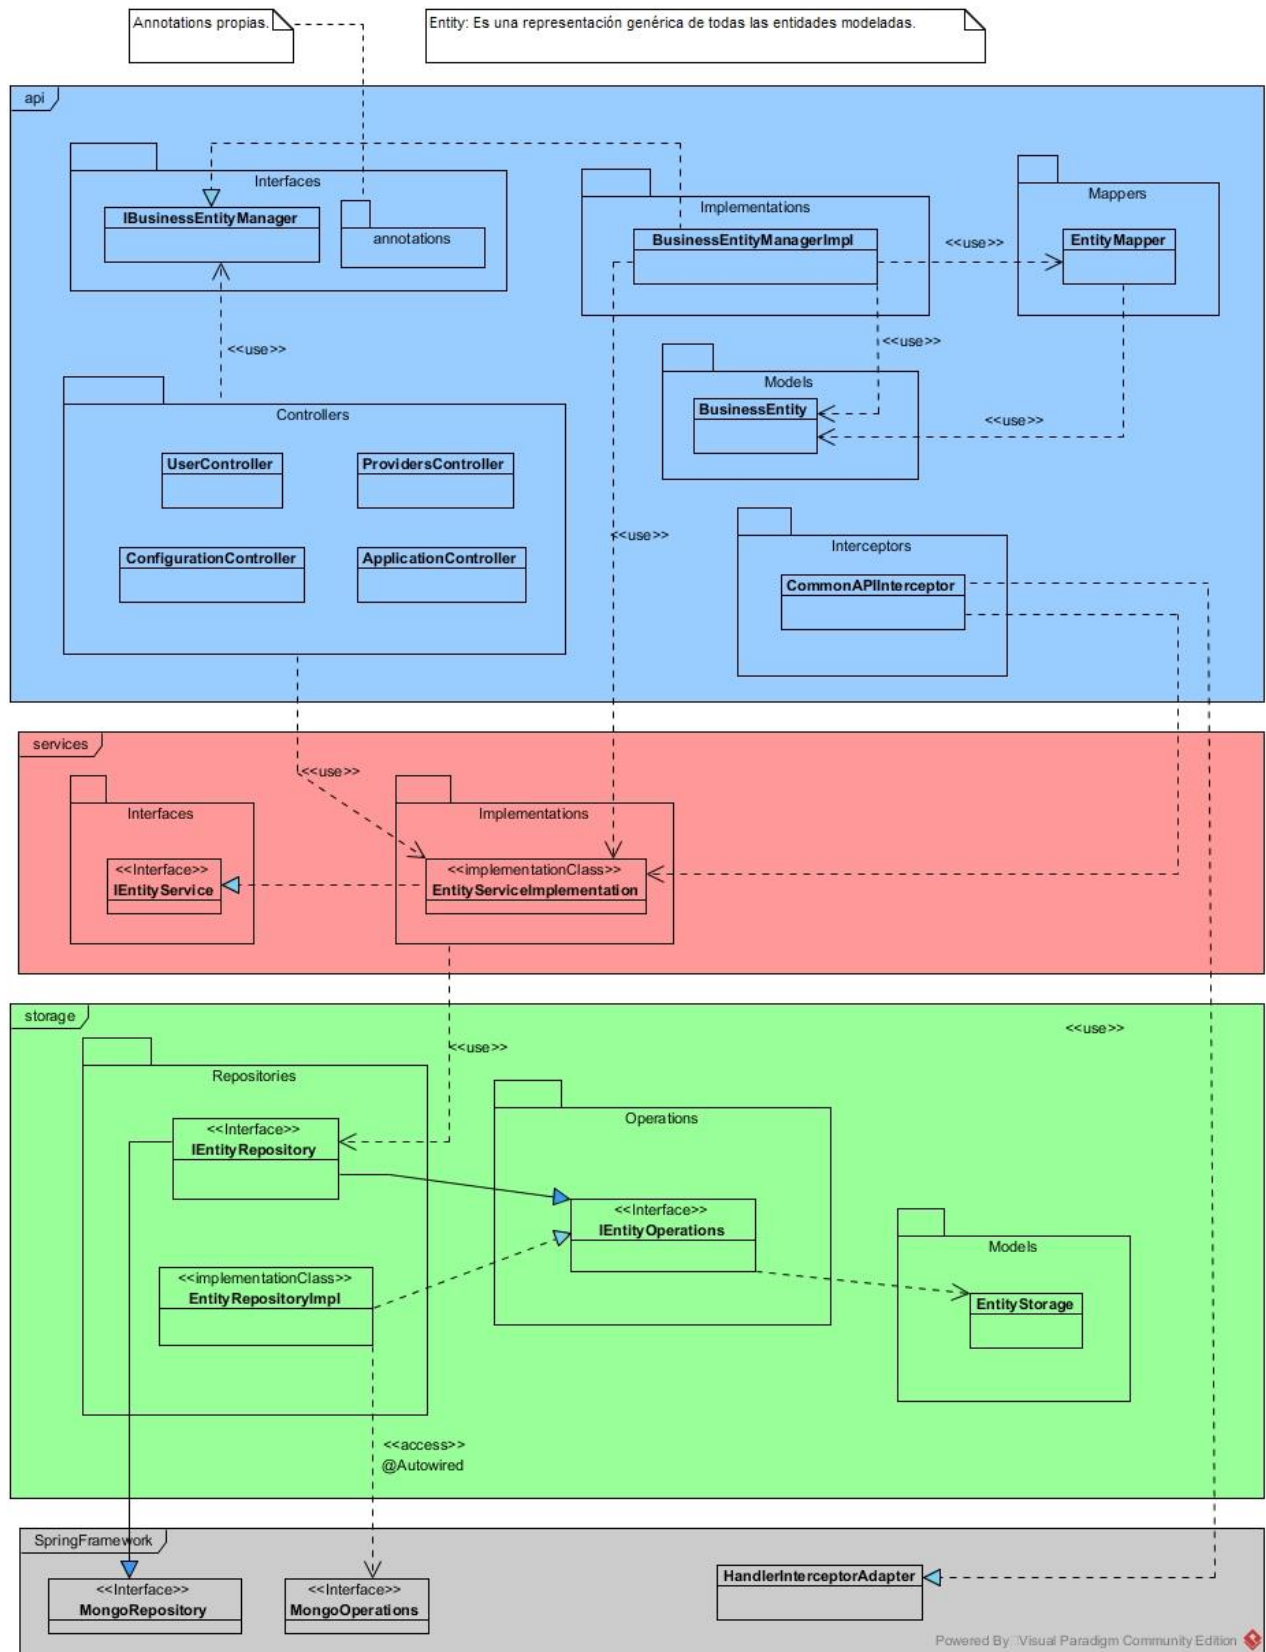 Annotations propias.
Entity: Es una representación genérica de todas las entidades modeladas.
api
Interfaces
IBusinessEntityManager
annotations
Implementations
BusinessEntityManagerImpl
<<use>>
Mappers
EntityMapper
<<use>>
<<use>>
Models
BusinessEntity
<<use>>
Controllers
UserController
ProvidersController
ConfigurationController
ApplicationController
<<use>>
Interceptors
CommonAPIInterceptor
services
<<use>>
Interfaces
<<Interface>>
IEntityService
Implementations
<<implementationClass>>
EntityServiceImplementation
storage
<<use>>
<<use>>
Repositories
<<Interface>>
IEntityRepository
<<implementationClass>>
EntityRepositoryImpl
Operations
<<Interface>>
IEntityOperations
Models
EntityStorage
<<access>>
@Autowired
SpringFramework
<<Interface>>
MongoRepository
<<Interface>>
MongoOperations
HandlerInterceptorAdapter
Powered By Visual Paradigm Community Edition